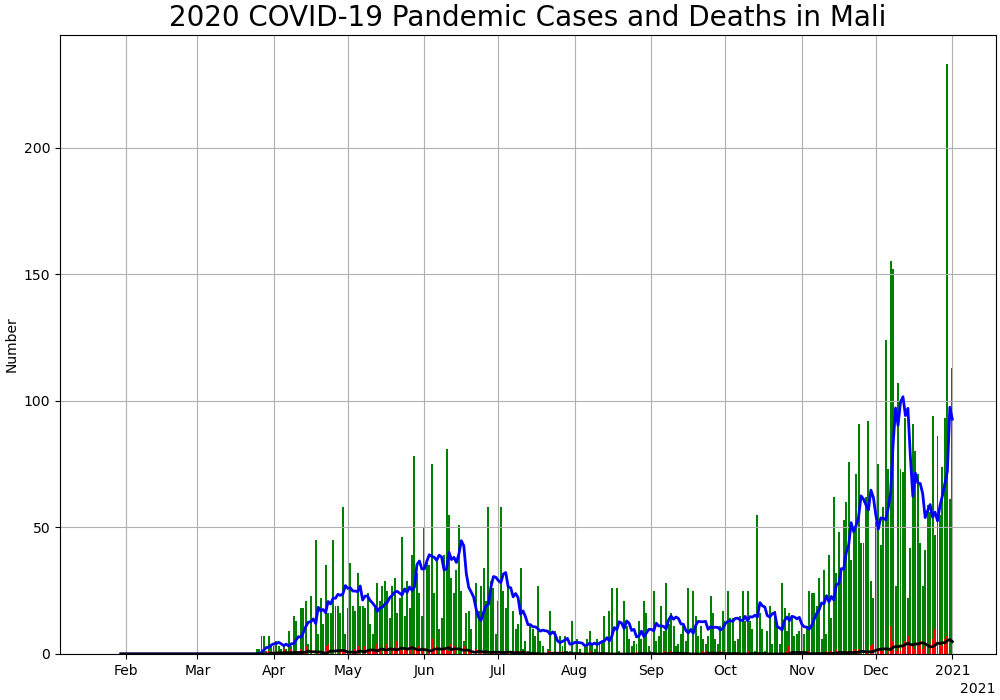 2020 COVID-19 Pandemic Cases and Deaths in Mali
Number
200
150
100
50
0
Feb Mar Apr May Jun Jul Aug Sep Oct Nov Dec 2021
2021